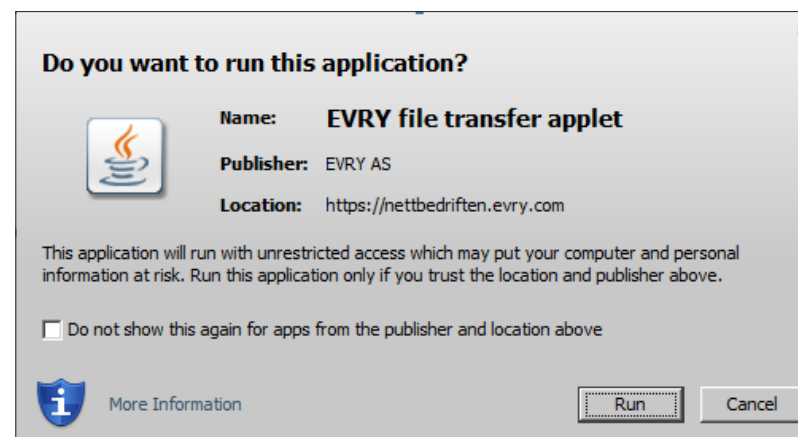 Do you want to run this application?
Name: EVRY file transfer applet
Publisher: EVRY AS
Location: https://nettbedriften.evry.com
This application will run with unrestricted access which may put your computer and personal
information at risk. Run this application only if you trust the location and publisher above.
Do not show this again for apps from the publisher and location above
More Information
Run
Cancel